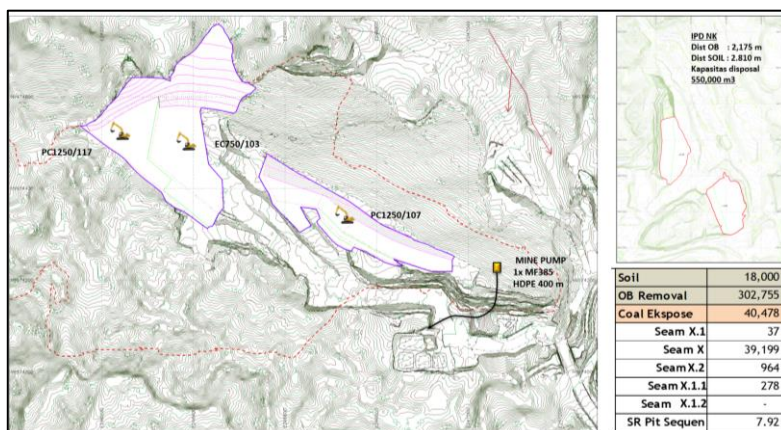 PC1250/117
EC750/103
PC1250/107
MINE PUMP
1x MF385
HDPE 400 m
IPD NK
Dist OB : 2,175 m
Dist SOIL : 2.810 m
Kapasitas disposal
550,000 m3
Soil 18,000
OB Removal 302,755
Coal Ekspose 40,478
Seam X.1 37
Seam X 39,199
Seam X.2 964
Seam X.1.1 278
Seam X.1.2 -
SR Pit Sequen 7.92